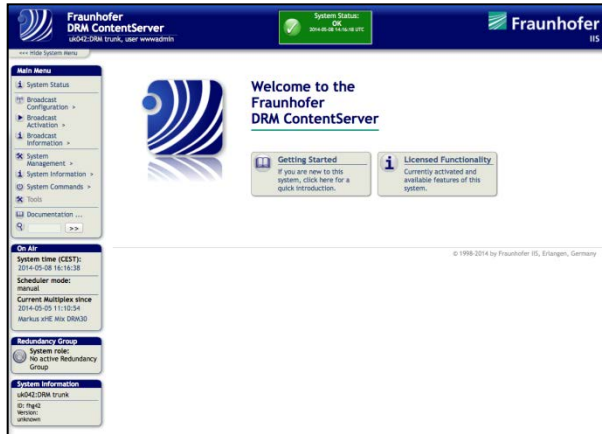 Fraunhofer
DRM ContentServer
uk042:DRM trunk, user wwwadmin
System Status:
OK
2014-05-08 14:16:18 UTC
Fraunhofer
IIS
<<< Hide System Menu
Main Menu
System Status
Broadcast
Configuration >
Broadcast
Activation >
Broadcast
Information >
System
Management >
System Information >
System Commands >
Tools
Documentation ...
>>
On Air
System time (CEST):
2014-05-08 16:16:38
Scheduler mode:
manual
Current Multiplex since
2014-05-05 11:10:54
Markus xHE Mix DRM30
Redundancy Group
System role:
No active Redundancy
Group
System Information
uk042:DRM trunk
ID: fhg42
Version:
unknown
Welcome to the
Fraunhofer
DRM ContentServer
Getting Started
If you are new to this
system, click here for a
quick introduction.
Licensed Functionality
Currently activated and
available features of this
system.
© 1998-2014 by Fraunhofer IIS, Erlangen, Germany